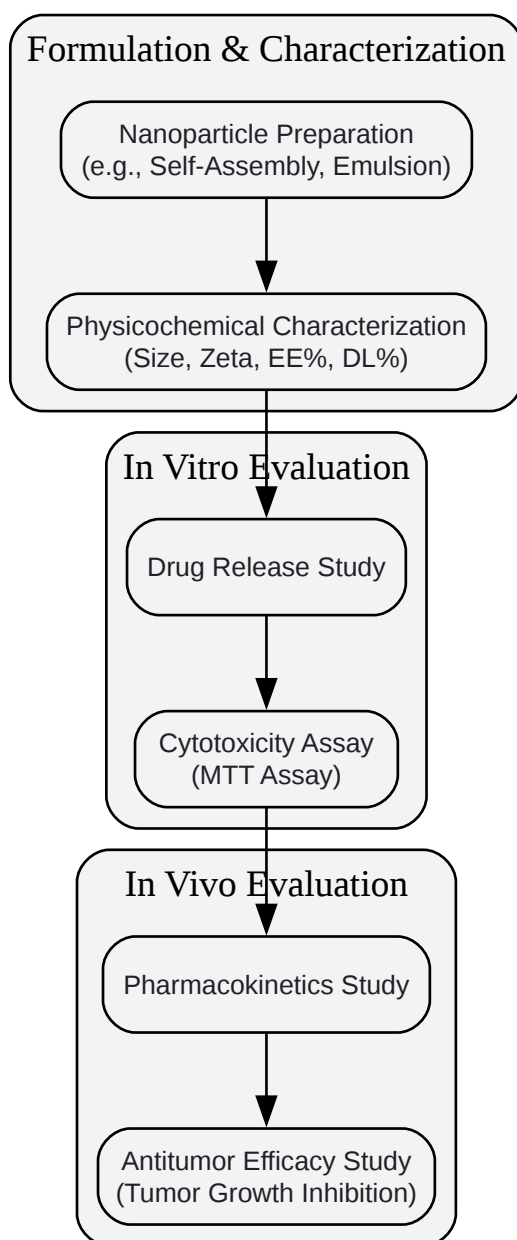 Formulation & Characterization
Nanoparticle Preparation
(e.g., Self-Assembly, Emulsion)
Physicochemical Characterization
(Size, Zeta, EE%, DL%)
In Vitro Evaluation
Drug Release Study
Cytotoxicity Assay
(MTT Assay)
In Vivo Evaluation
Pharmacokinetics Study
Antitumor Efficacy Study
(Tumor Growth Inhibition)